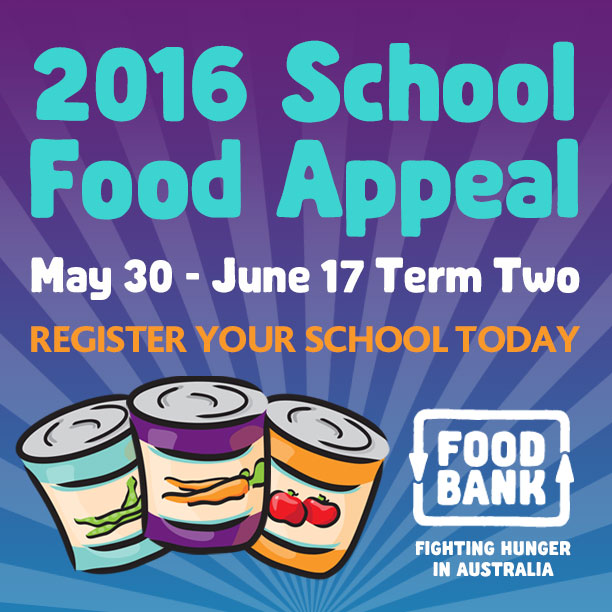 2016 School
Food Appeal
May 30 - June 17 Term Two
REGISTER YOUR SCHOOL TODAY
FOOD
BANK
FIGHTING HUNGER
IN AUSTRALIA